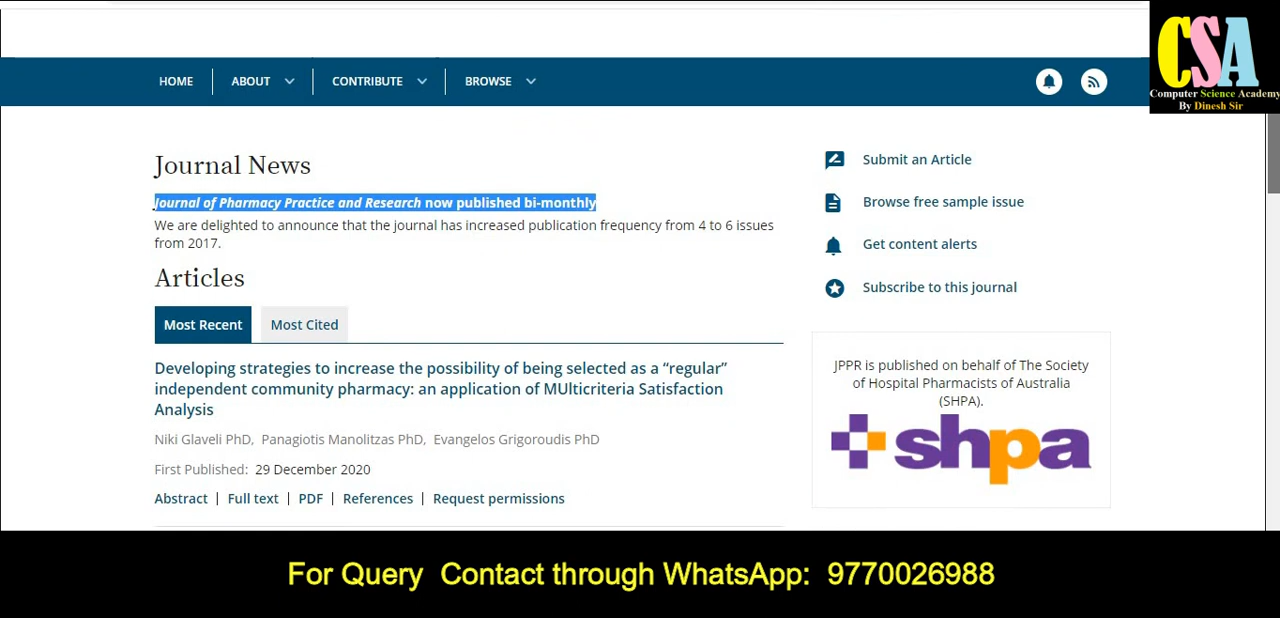 CSA
Computer Science Academy
By Dinesh Sir
HOME ABOUT CONTRIBUTE BROWSE
Journal News
Journal of Pharmacy Practice and Research now published bi-monthly
We are delighted to announce that the journal has increased publication frequency from 4 to 6 issues
from 2017.
Articles
Most Recent Most Cited
Developing strategies to increase the possibility of being selected as a “regular”
independent community pharmacy: an application of MUlticriteria Satisfaction
Analysis
Niki Glaveli PhD, Panagiotis Manolitzas PhD, Evangelos Grigoroudis PhD
First Published: 29 December 2020
Abstract | Full text | PDF | References | Request permissions
Submit an Article
Browse free sample issue
Get content alerts
Subscribe to this journal
JPPR is published on behalf of The Society
of Hospital Pharmacists of Australia
(SHPA).
shpa
For Query Contact through WhatsApp: 9770026988